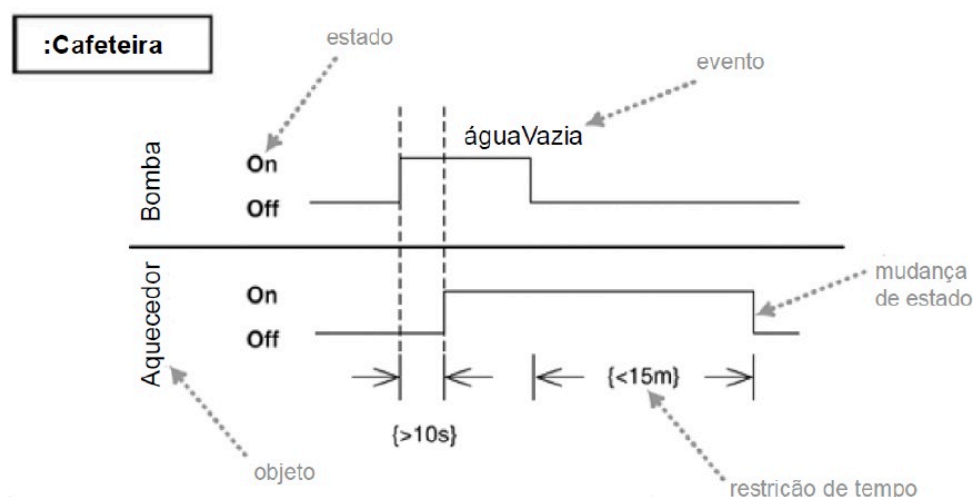 :Cafeteira
estado
evento
águaVazia
Bomba
On
Off
Aquecedor
On
Off
mudança
de estado
{<15m}
{>10s}
objeto
restrição de tempo